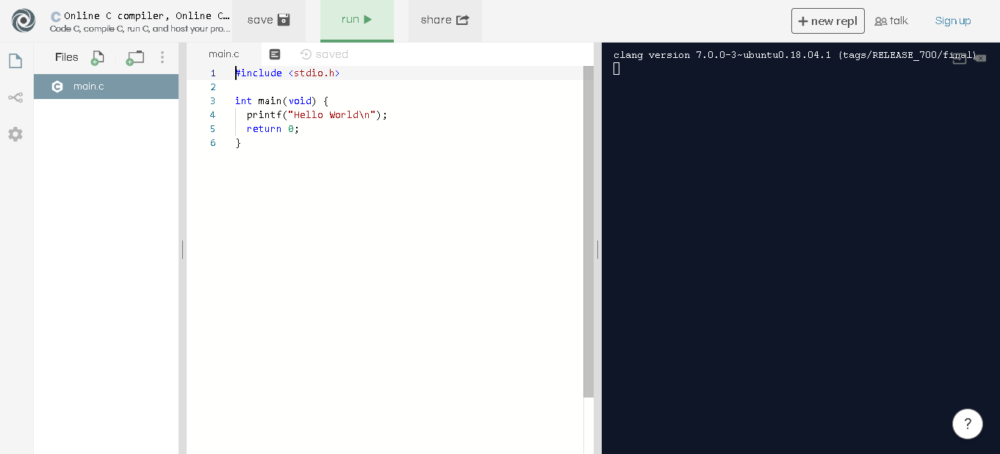 Online C compiler, Online C...
Code C, compile C, run C, and host your pro...
save
run
share
+ new repl
talk
Sign up
Files
main.c
main.c
saved
1 #include <stdio.h>
2
3 int main(void) {
4 printf("Hello World\n");
5 return 0;
6 }
clang version 7.0.0-3~ubuntu0.18.04.1 (tags/RELEASE_700/final)
?